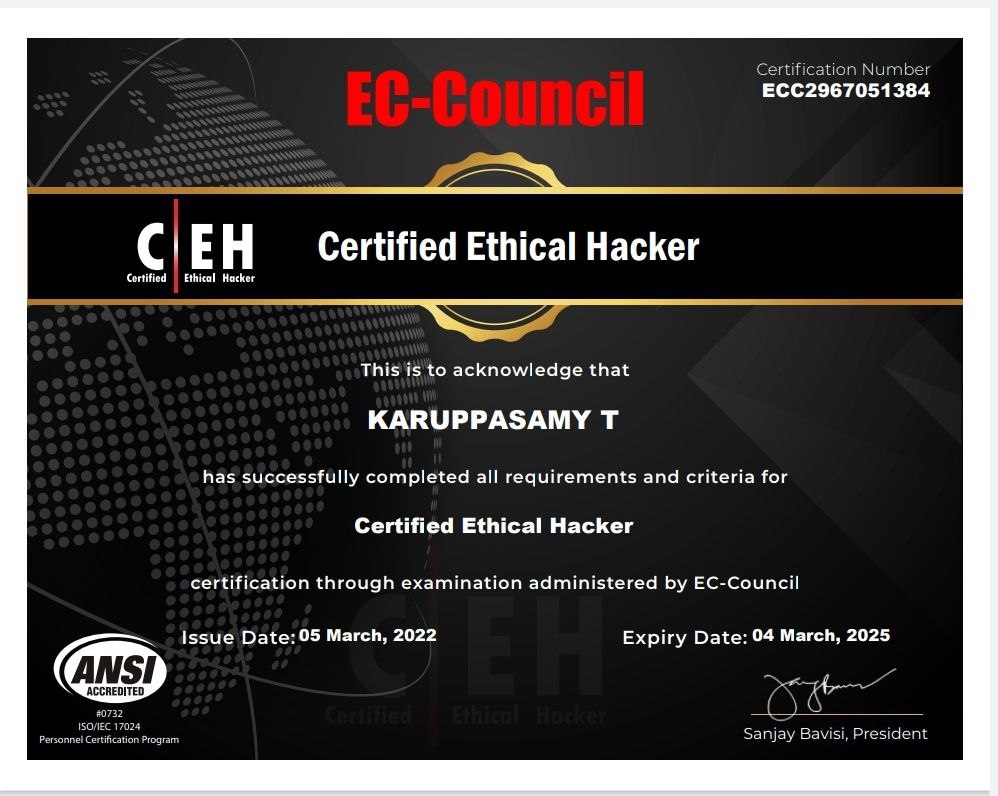 EC-Council
Certification Number
ECC2967051384
C EH
Certified Ethical Hacker
Certified Ethical Hacker
This is to acknowledge that
KARUPPASAMY T
has successfully completed all requirements and criteria for
Certified Ethical Hacker
certification through examination administered by EC-Council
Issue Date: 05 March, 2022
Expiry Date: 04 March, 2025
C EH
Certified Ethical Hacker
ANSI
ACCREDITED
#0732
ISO/IEC 17024
Personnel Certification Program
Sanjay Bavisi, President